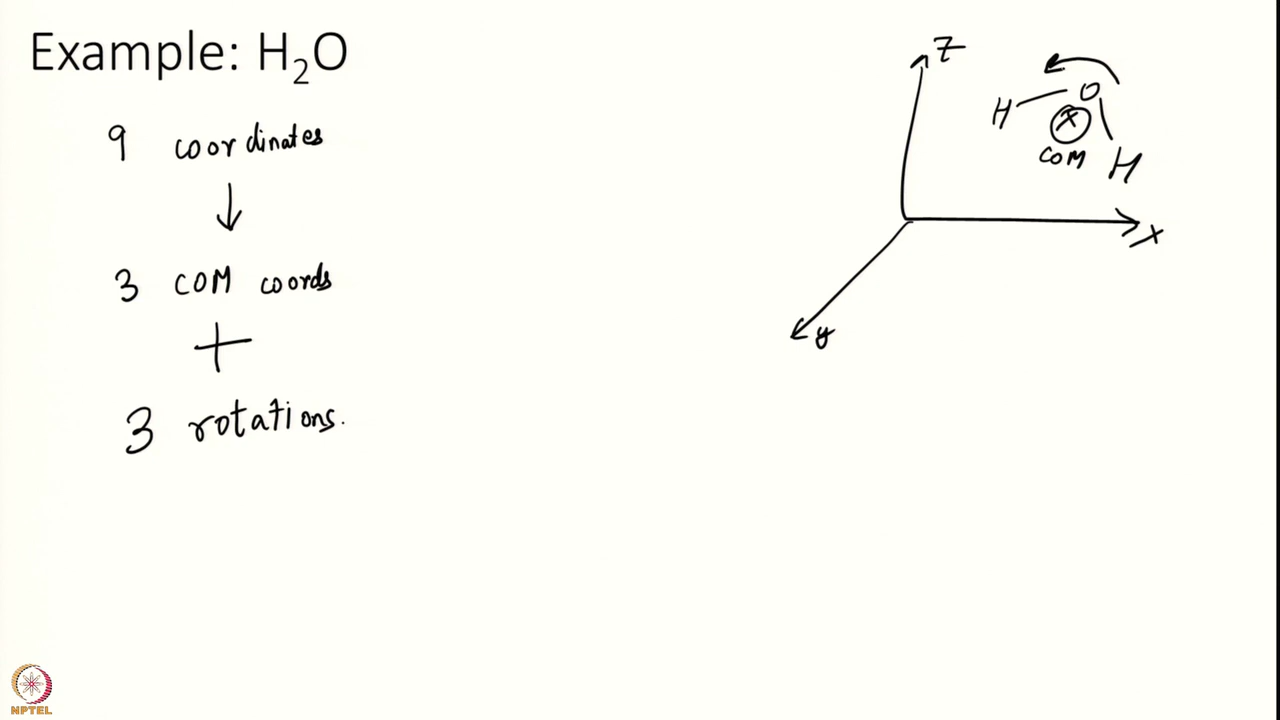 Example: H₂O
9 coordinates
↓
3 COM coords
+
3 rotations.
Z
H O
X
COM H
X
y
NPTEL